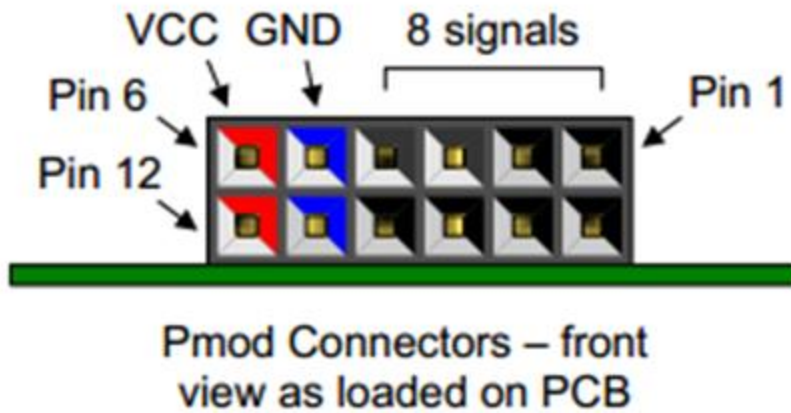 VCC GND 8 signals
Pin 6
Pin 1
Pin 12
Pmod Connectors – front
view as loaded on PCB